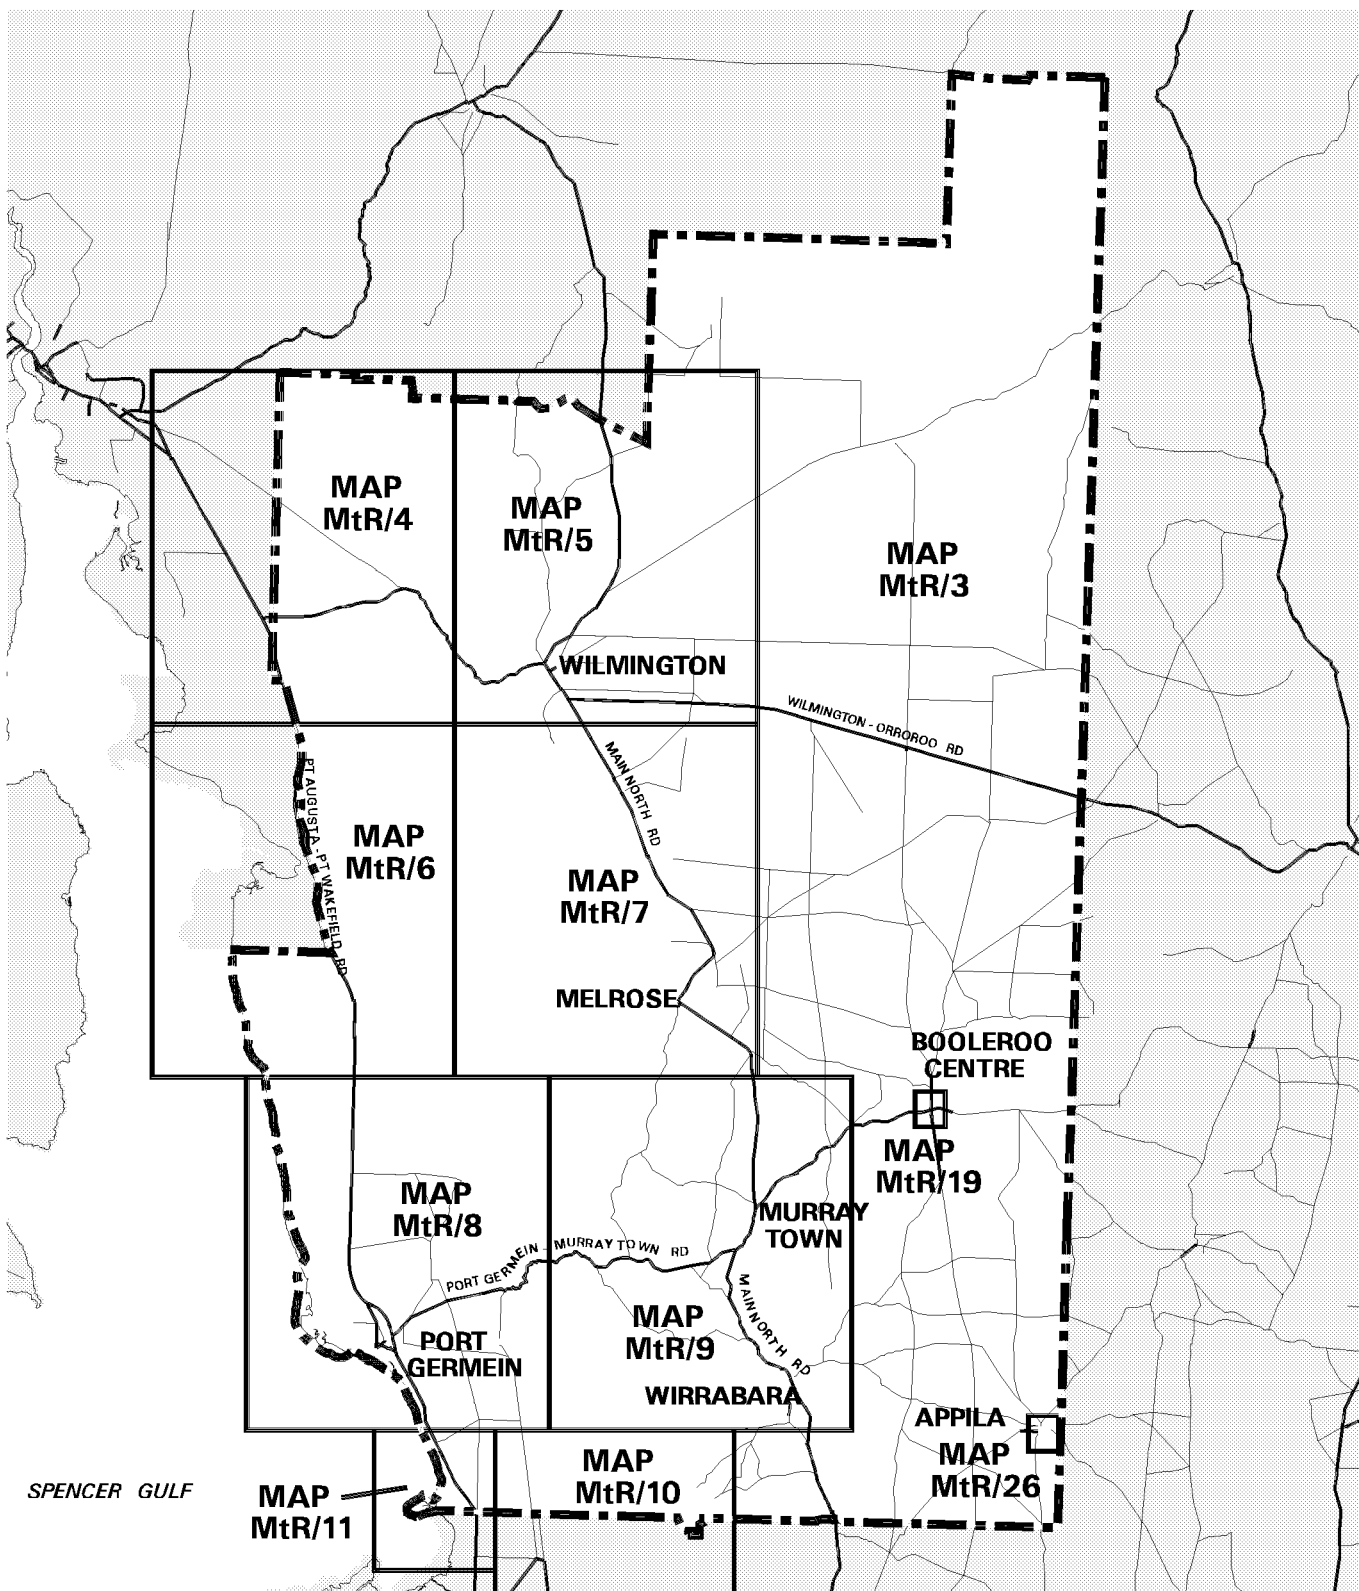 MAP
MtR/4
MAP
MtR/5
MAP
MtR/3
WILMINGTON
WILMINGTON - ORROROO RD
MAIN NORTH RD
PT AUGUSTA - PT WAKEFIELD RD
MAP
MtR/6
MAP
MtR/7
MELROSE
BOOLEROO
CENTRE
MAP
MtR/19
MAP
MtR/8
MURRAY
TOWN
PORT GERMEIN - MURRAY TOWN RD
MAIN NORTH RD
MAP
MtR/9
PORT
GERMEIN
WIRRABARA
APPILA
MAP
MtR/26
MAP
MtR/10
SPENCER GULF
MAP
MtR/11